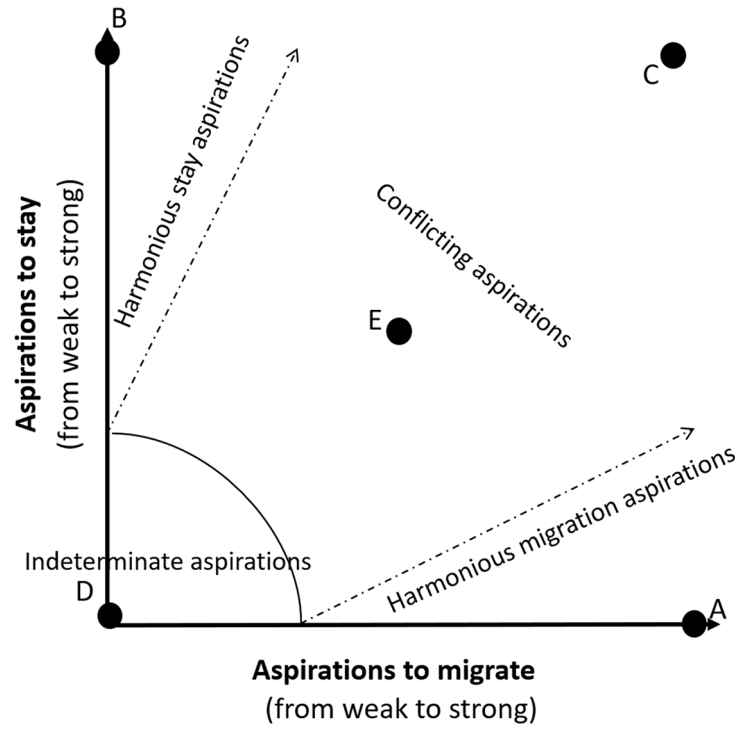 B
C
Harmonious stay aspirations
Conflicting aspirations
Aspirations to stay
(from weak to strong)
E
Harmonious migration aspirations
Indeterminate aspirations
D
A
Aspirations to migrate
(from weak to strong)